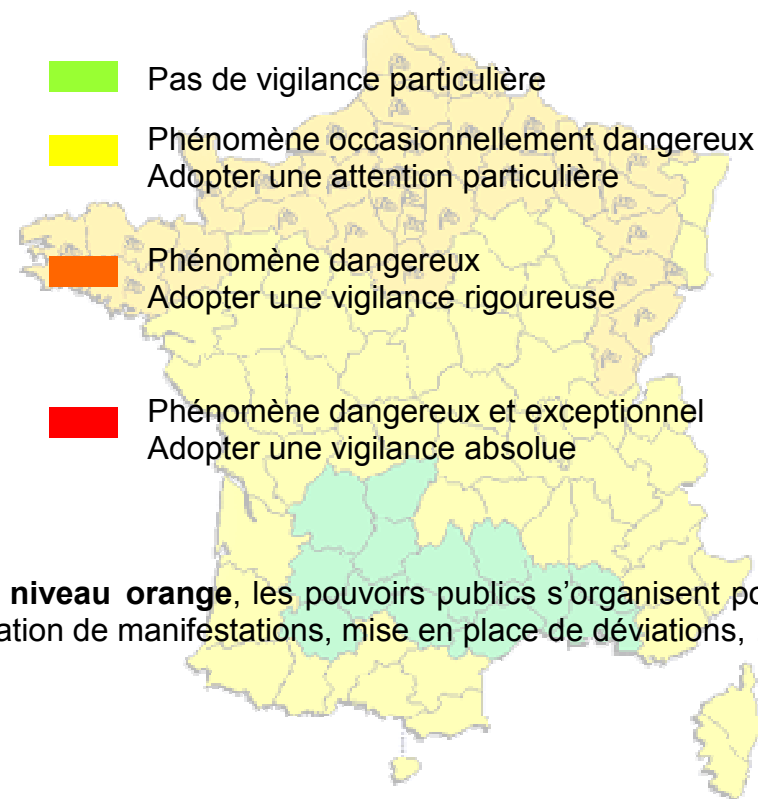 Pas de vigilance particulière
Phénomène occasionnellement dangereux
Adopter une attention particulière
Phénomène dangereux
Adopter une vigilance rigoureuse
Phénomène dangereux et exceptionnel
Adopter une vigilance absolue
niveau orange, les pouvoirs publics s’organisent
de manifestations, mise en place de déviations,